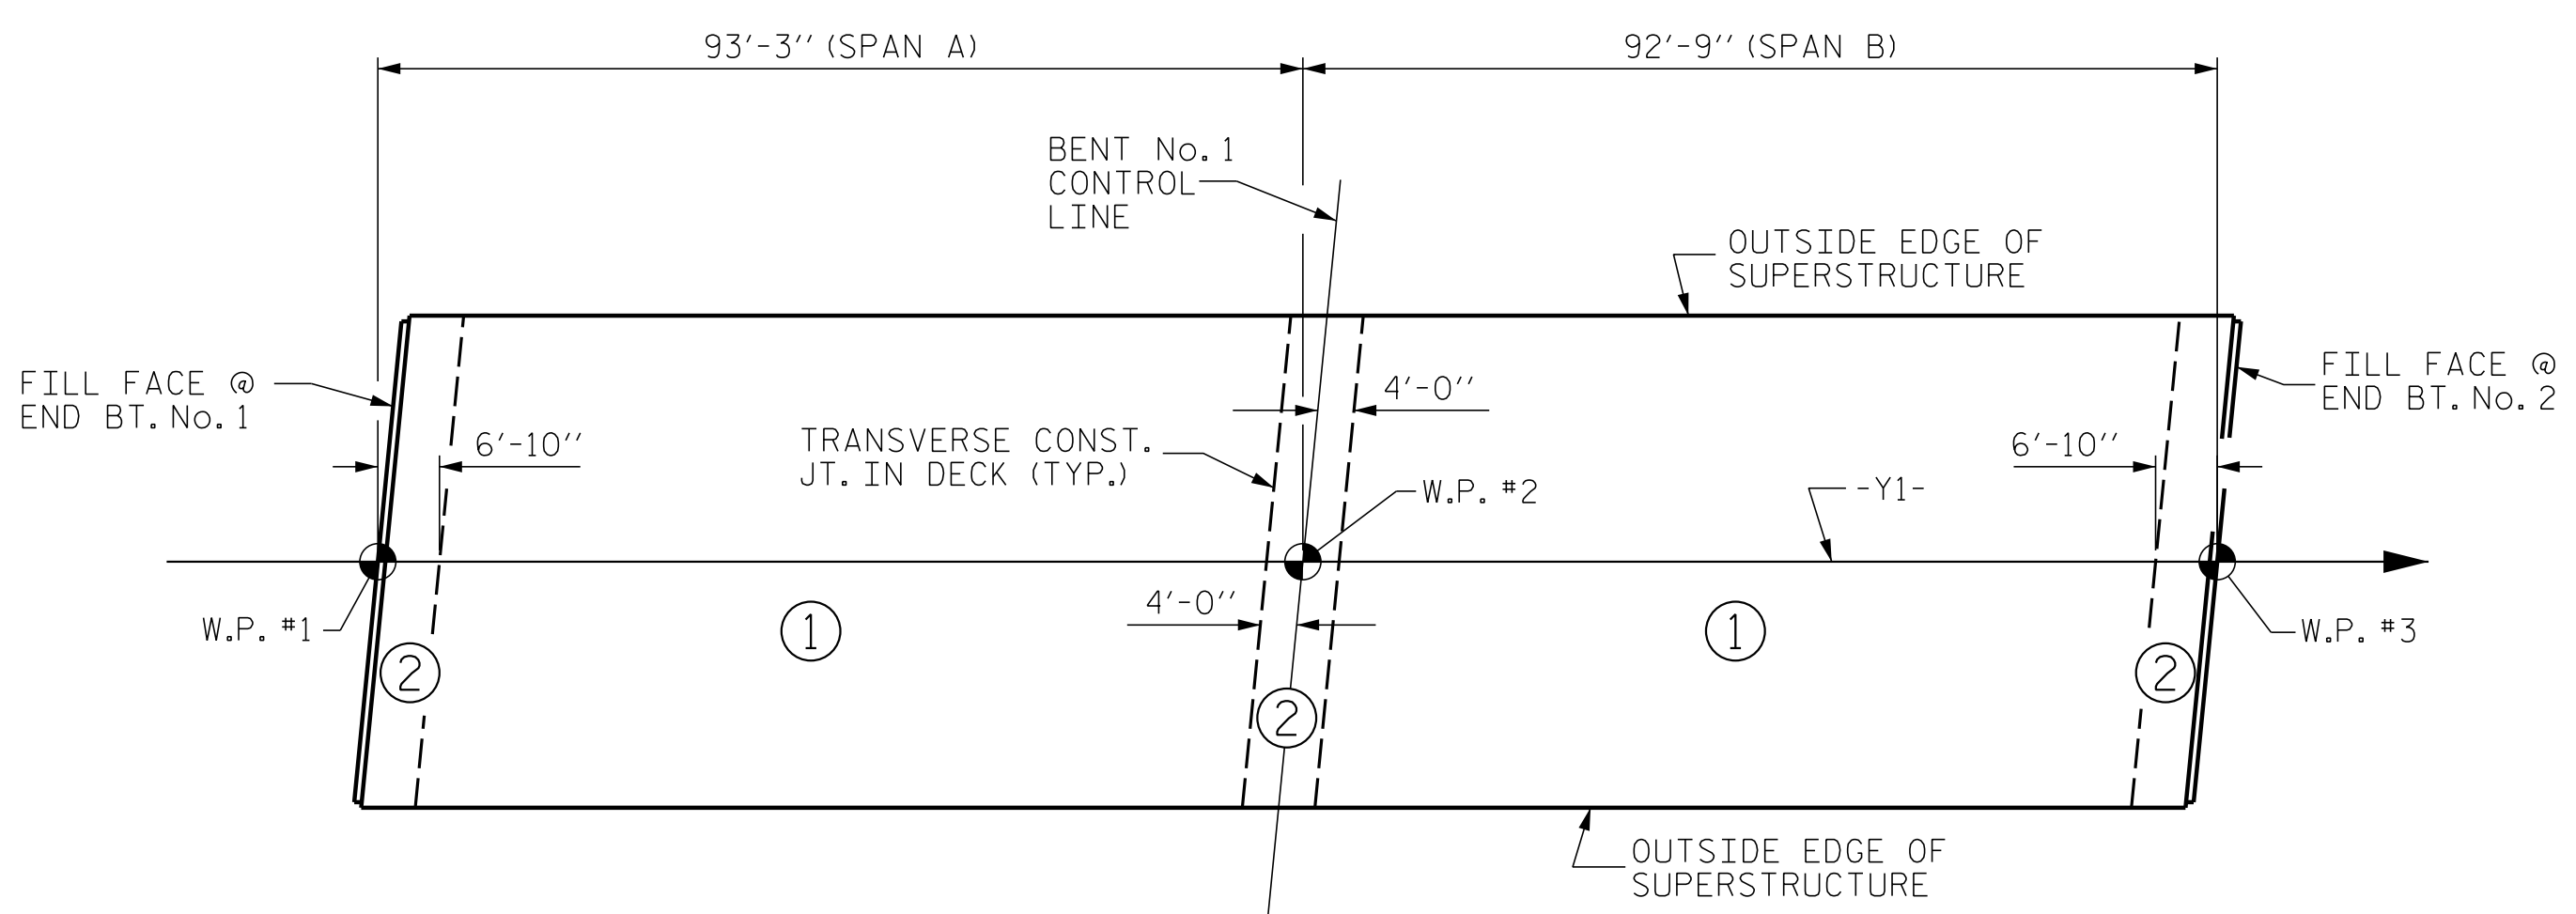 93'-3" (SPAN A)
92'-9" (SPAN B)
BENT No. 1
CONTROL
LINE
OUTSIDE EDGE OF
SUPERSTRUCTURE
FILL FACE @
END BT. No. 1
4'-0"
FILL FACE @
END BT. No. 2
6'-10"
TRANSVERSE CONST.
JT. IN DECK (TYP.)
6'-10"
W.P. #2
-Y1-
W.P. #1
4'-0"
1
1
W.P. #3
2
2
2
OUTSIDE EDGE OF
SUPERSTRUCTURE